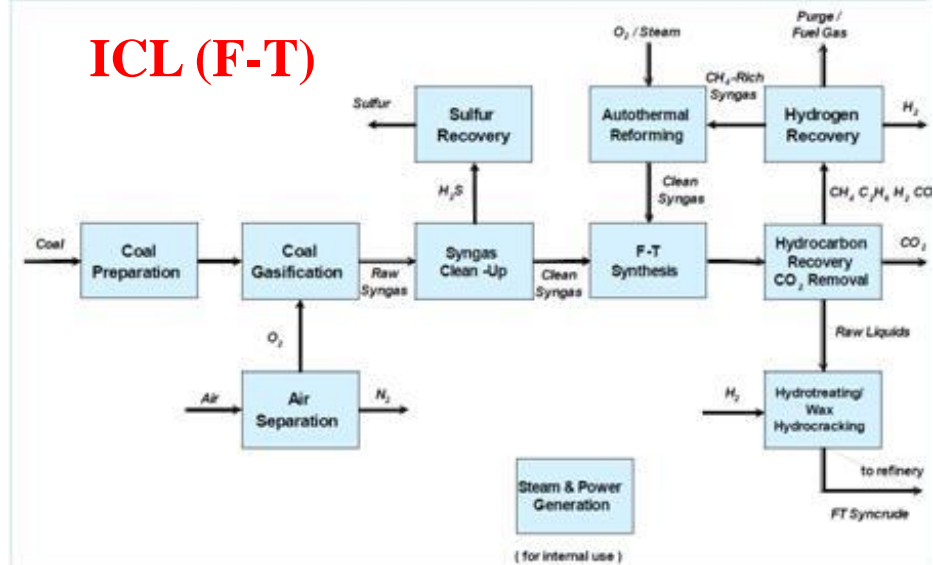 ICL (F-T)
Purge /
Fuel Gas
O₂ / Steam
CH₄-Rich
Syngas
Sulfur
Sulfur
Recovery
Autothermal
Reforming
Hydrogen
Recovery
H₂
H₂S
Clean
Syngas
CH₄ C₂H₆ H₂ CO
Coal
Coal
Preparation
Coal
Gasification
Raw
Syngas
Syngas
Clean -Up
Clean
Syngas
F-T
Synthesis
Hydrocarbon
Recovery
CO₂ Removal
CO₂
O₂
Raw Liquids
Air
Air
Separation
N₂
H₂
Hydrotreating/
Wax
Hydrocracking
to refinery
FT Syncrude
Steam & Power
Generation
( for internal use )